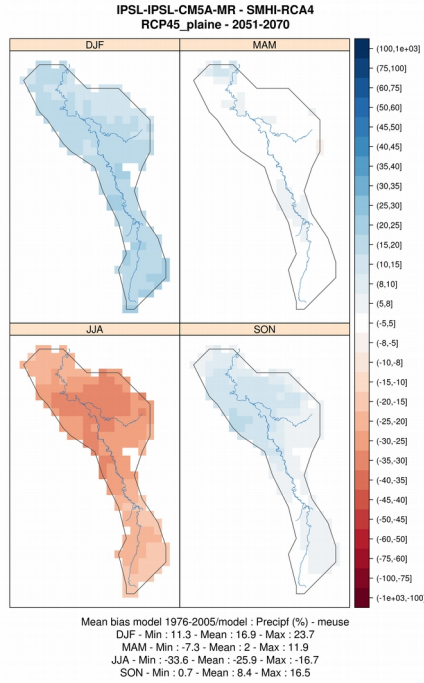 IPSL-IPSL-CM5A-MR - SMHI-RCA4
RCP45_plaine - 2051-2070
DJF
MAM
JJA
SON
(100,1e+03]
(75,100]
(60,75]
(50,60]
(45,50]
(40,45]
(35,40]
(30,35]
(25,30]
(20,25]
(15,20]
(10,15]
(8,10]
(5,8]
(-5,5]
(-8,-5]
(-10,-8]
(-15,-10]
(-20,-15]
(-25,-20]
(-30,-25]
(-35,-30]
(-40,-35]
(-45,-40]
(-50,-45]
(-60,-50]
(-75,-60]
(-100,-75]
(-1e+03,-100]
Mean bias model 1976-2005/model : Precipf (%) - meuse
DJF - Min : 11.3 - Mean : 16.9 - Max : 23.7
MAM - Min : -7.3 - Mean : 2 - Max : 11.9
JJA - Min : -33.6 - Mean : -25.9 - Max : -16.7
SON - Min : 0.7 - Mean : 8.4 - Max : 16.5